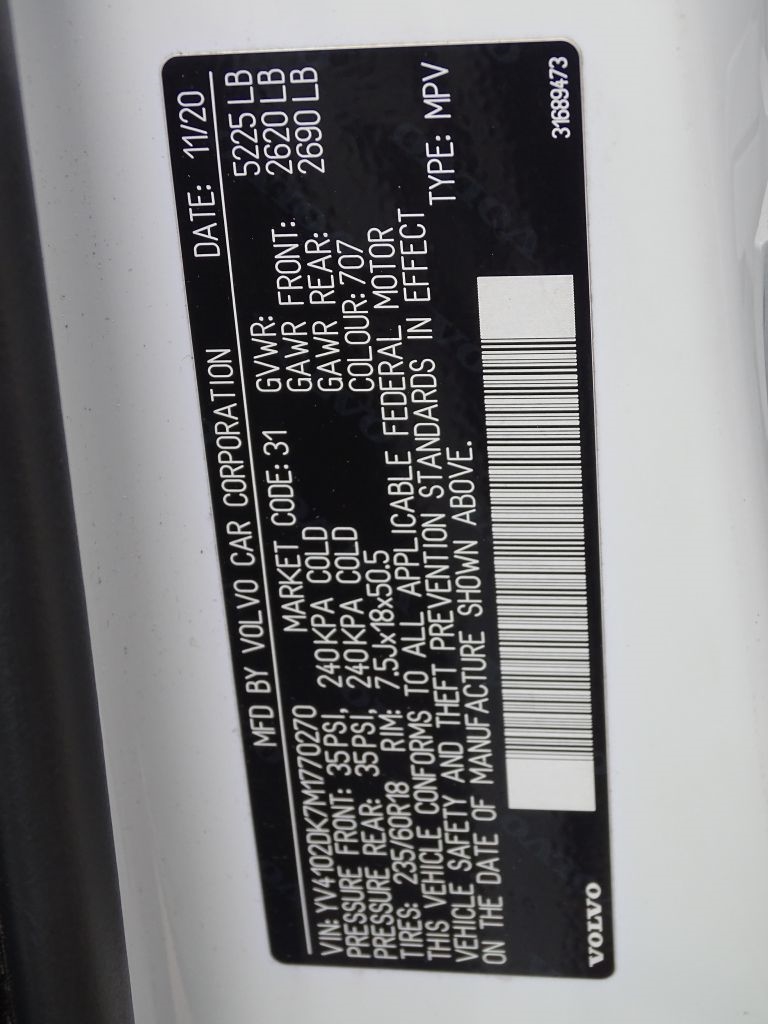 MFD BY VOLVO CAR CORPORATION DATE: 11/20
VIN: YV4102DK7M1770270 MARKET CODE: 31 GVWR: 5225 LB
PRESSURE FRONT: 35PSI, 240KPA COLD GAWR FRONT: 2620 LB
PRESSURE REAR: 35PSI, 240KPA COLD GAWR REAR: 2690 LB
TIRES: 235/60R18 RIM: 7.5Jx18x50.5 COLOUR: 707
THIS VEHICLE CONFORMS TO ALL APPLICABLE FEDERAL MOTOR
VEHICLE SAFETY AND THEFT PREVENTION STANDARDS IN EFFECT
ON THE DATE OF MANUFACTURE SHOWN ABOVE. TYPE: MPV
VOLVO 31689473